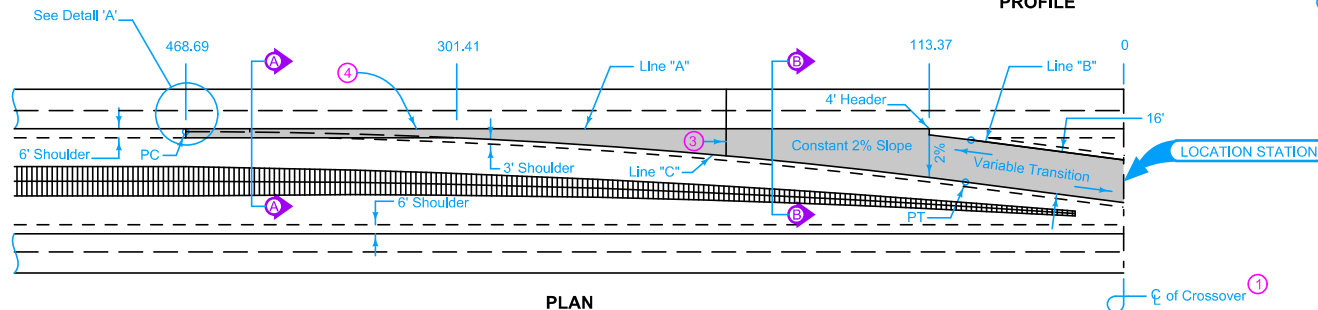 PROFILE
See Detail 'A'
468.69
301.41
113.37
0
A
B
4
Line "A"
Line "B"
4' Header
16'
3
6' Shoulder
PC
3' Shoulder
Line "C"
Constant 2% Slope
2%
Variable Transition
LOCATION STATION
6' Shoulder
A
B
PT
PLAN
℄ of Crossover
1